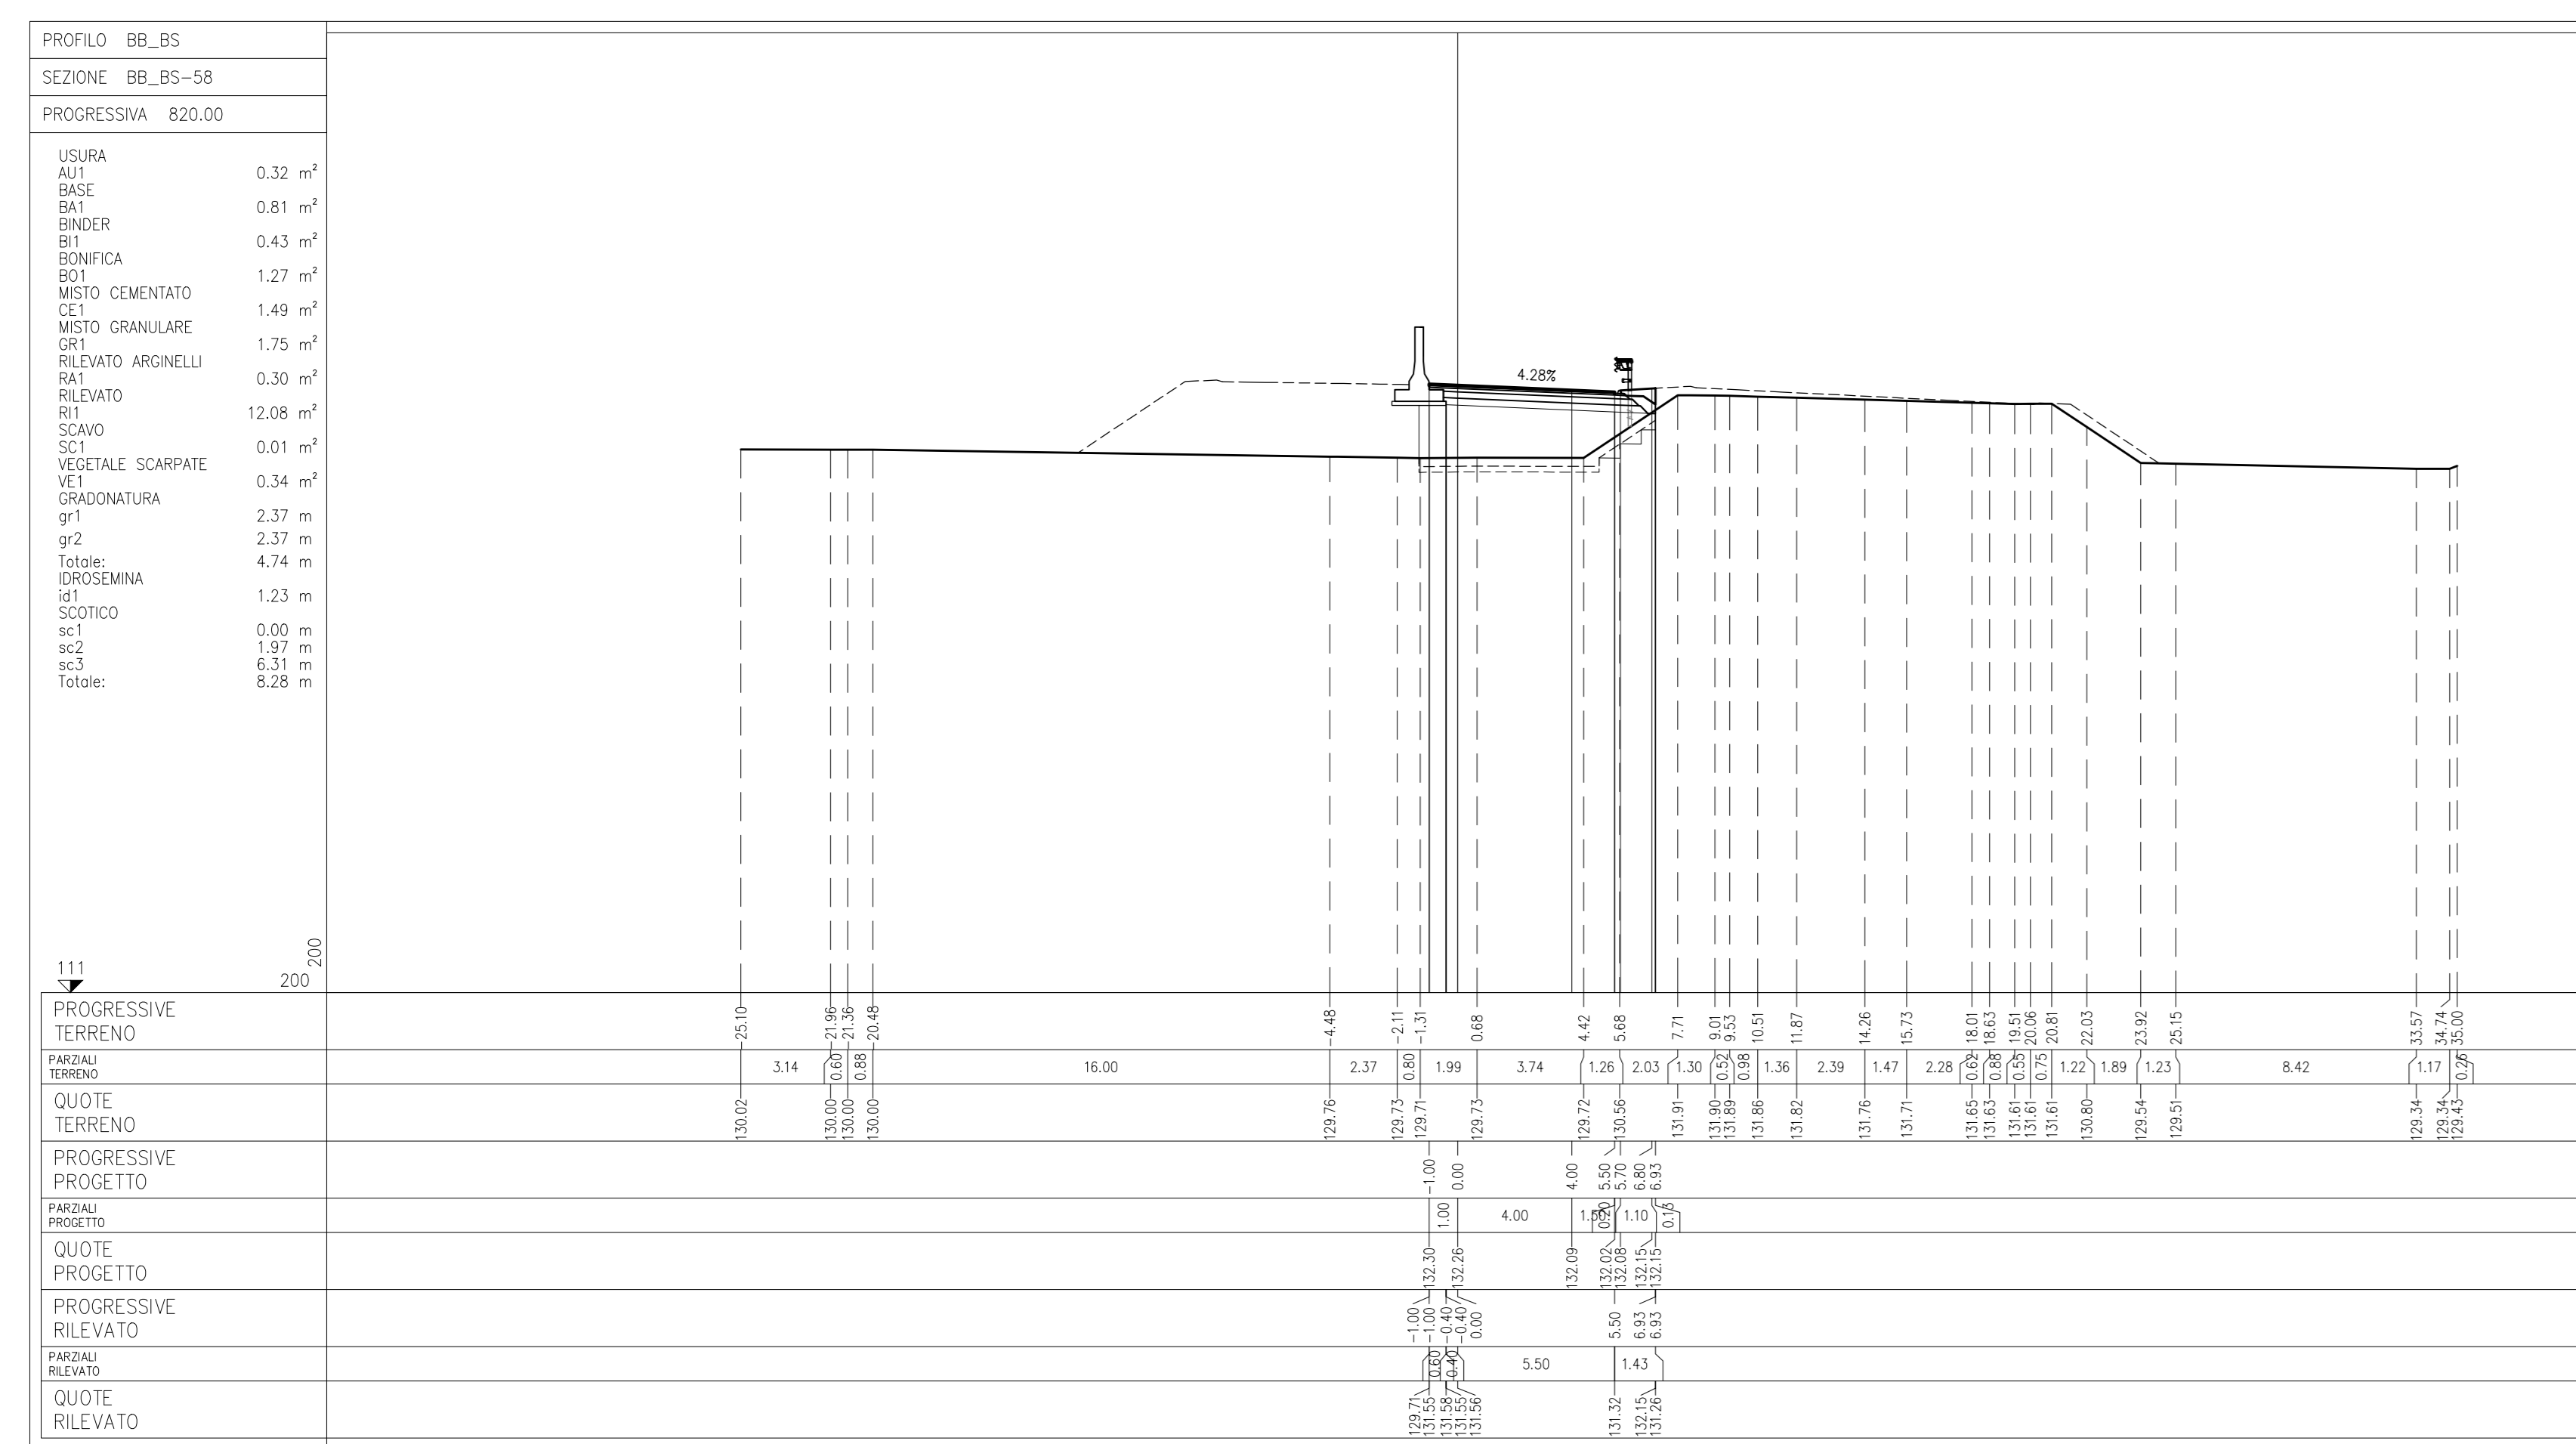 PROFILO BB_BS
SEZIONE BB_BS-58
PROGRESSIVA 820.00
USURA
AU1 0.32 m²
BASE
BA1 0.81 m²
BINDER
BI1 0.43 m²
BONIFICA
BO1 1.27 m²
MISTO CEMENTATO
CE1 1.49 m²
MISTO GRANULARE
GR1 1.75 m²
RILEVATO ARGINELLI
RA1 0.30 m²
RILEVATO
RI1 12.08 m²
SCAVO
SC1 0.01 m²
VEGETALE SCARPATE
VE1 0.34 m²
GRADONATURA
gr1 2.37 m
gr2 2.37 m
Totale: 4.74 m
IDROSEMINA
id1 1.23 m
SCOTICO
sc1 0.00 m
sc2 1.97 m
sc3 6.31 m
Totale: 8.28 m
4.28%
200
111 200
PROGRESSIVE
TERRENO
-25.10 -21.96 -21.36 -20.48 -4.48 -2.11 -1.31 0.68 4.42 5.68 7.71 9.01 9.53 10.51 11.87 14.26 15.73 18.01 18.63 19.51 20.06 20.81 22.03 23.92 25.15 33.57 34.74 35.00
PARZIALI
TERRENO
3.14 0.60 0.88 16.00 2.37 0.80 1.99 3.74 1.26 2.03 1.30 0.52 0.98 1.36 2.39 1.47 2.28 0.62 0.88 0.55 0.75 1.22 1.89 1.23 8.42 1.17 0.26
QUOTE
TERRENO
130.02 130.00 130.00 130.00 129.76 129.73 129.71 129.73 129.72 130.56 131.91 131.90 131.89 131.86 131.82 131.76 131.71 131.65 131.63 131.61 131.61 131.61 130.80 129.54 129.51 129.34 129.34 129.43
PROGRESSIVE
PROGETTO
-1.00 0.00 4.00 5.50 5.70 6.80 6.93
PARZIALI
PROGETTO
1.00 4.00 1.50 0.20 1.10 0.13
QUOTE
PROGETTO
132.30 132.26 132.09 132.02 132.08 132.15 132.15
PROGRESSIVE
RILEVATO
-1.00 -1.00 -0.40 -0.40 0.00 5.50 6.93 6.93
PARZIALI
RILEVATO
0.60 0.40 5.50 1.43
QUOTE
RILEVATO
129.71 131.55 131.58 131.55 131.56 131.32 132.15 131.26